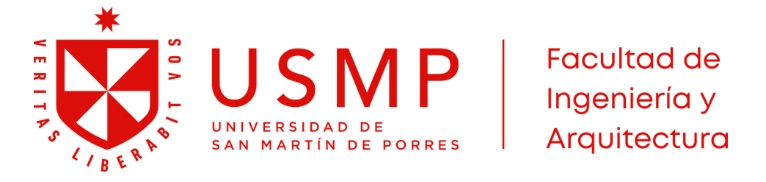 VERITAS LIBERABIT VOS
USMP
UNIVERSIDAD DE
SAN MARTÍN DE PORRES
Facultad de
Ingeniería y
Arquitectura